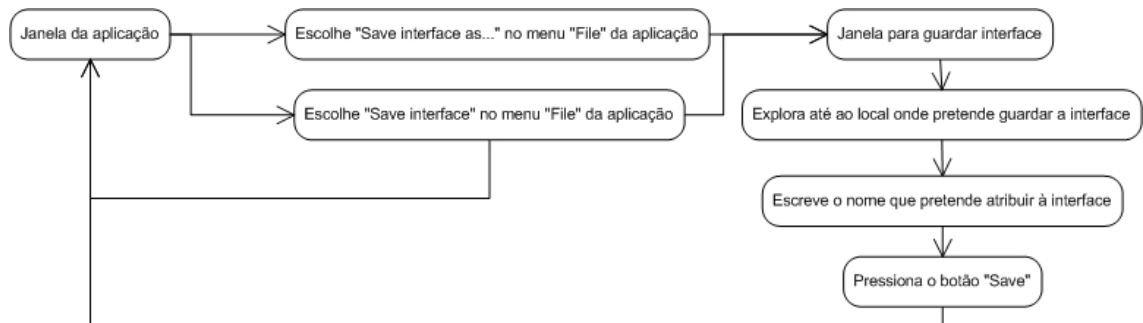 Janela da aplicação
Escolhe "Save interface as..." no menu "File" da aplicação
Janela para guardar interface
Escolhe "Save interface" no menu "File" da aplicação
Explora até ao local onde pretende guardar a interface
Escreve o nome que pretende atribuir à interface
Pressiona o botão "Save"